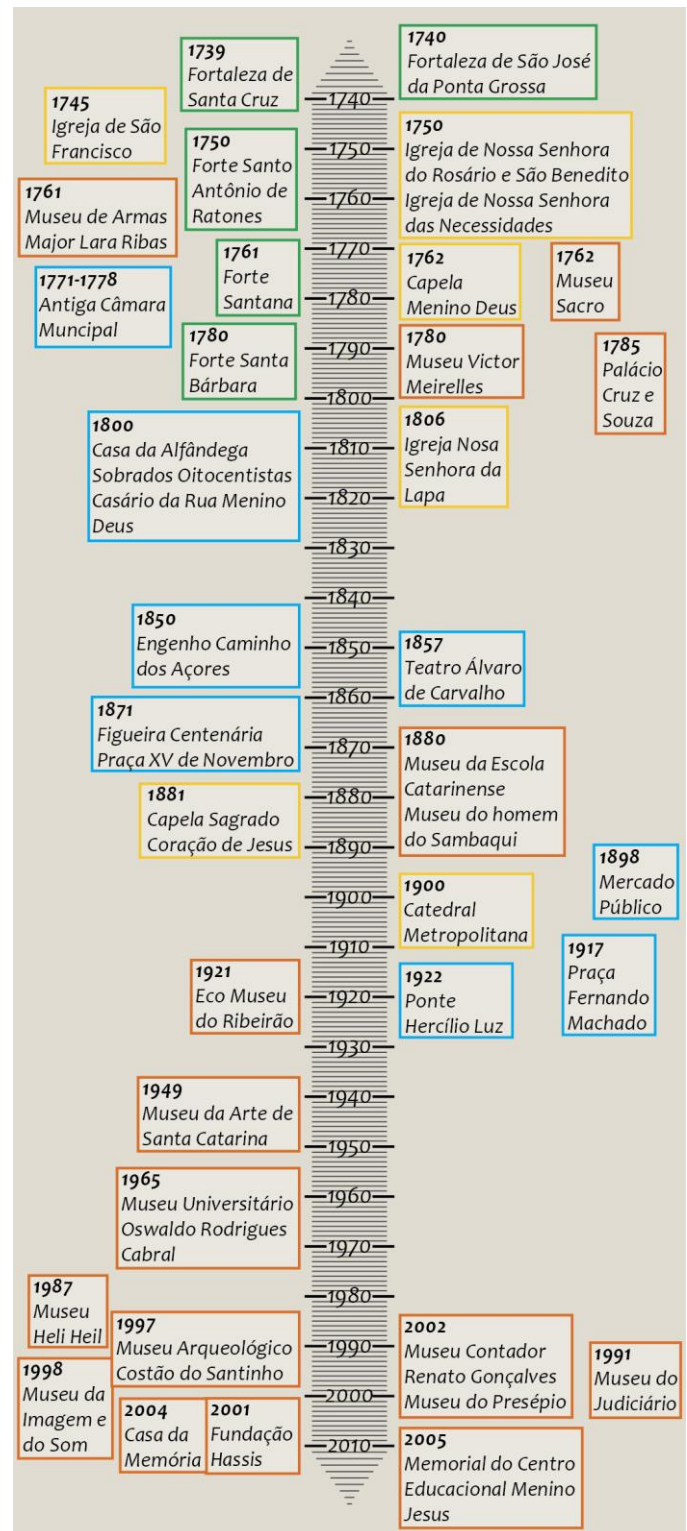 1739
Fortaleza de
Santa Cruz
1740
Fortaleza de São José
da Ponta Grossa
1740
1745
Igreja de São
Francisco
1750
Forte Santo
Antônio de
Ratones
1750
Igreja de Nossa Senhora
do Rosário e São Benedito
Igreja de Nossa Senhora
das Necessidades
1750
1760
1761
Museu de Armas
Major Lara Ribas
1761
Forte
Santana
1762
Capela
Menino Deus
1762
Museu
Sacro
1770
1771-1778
Antiga Câmara
Muncipal
1780
1780
Forte Santa
Bárbara
1780
Museu Victor
Meirelles
1785
Palácio
Cruz e
Souza
1790
1800
1800
Casa da Alfândega
Sobrados Oitocentistas
Casário da Rua Menino
Deus
1806
Igreja Nosa
Senhora da
Lapa
1810
1820
1830
1840
1850
Engenho Caminho
dos Açores
1850
1857
Teatro Álvaro
de Carvalho
1860
1871
Figueira Centenária
Praça XV de Novembro
1870
1880
Museu da Escola
Catarinense
Museu do homem
do Sambaqui
1881
Capela Sagrado
Coração de Jesus
1880
1890
1898
Mercado
Público
1900
1900
Catedral
Metropolitana
1910
1917
Praça
Fernando
Machado
1921
Eco Museu
do Ribeirão
1920
1922
Ponte
Hercílio Luz
1930
1949
Museu da Arte de
Santa Catarina
1940
1950
1965
Museu Universitário
Oswaldo Rodrigues
Cabral
1960
1970
1980
1987
Museu
Heli Heil
1997
Museu Arqueológico
Costão do Santinho
1990
2002
Museu Contador
Renato Gonçalves
Museu do Presépio
1991
Museu do
Judiciário
1998
Museu da
Imagem e
do Som
2004
Casa da
Memória
2001
Fundação
Hassis
2000
2010
2005
Memorial do Centro
Educacional Menino
Jesus